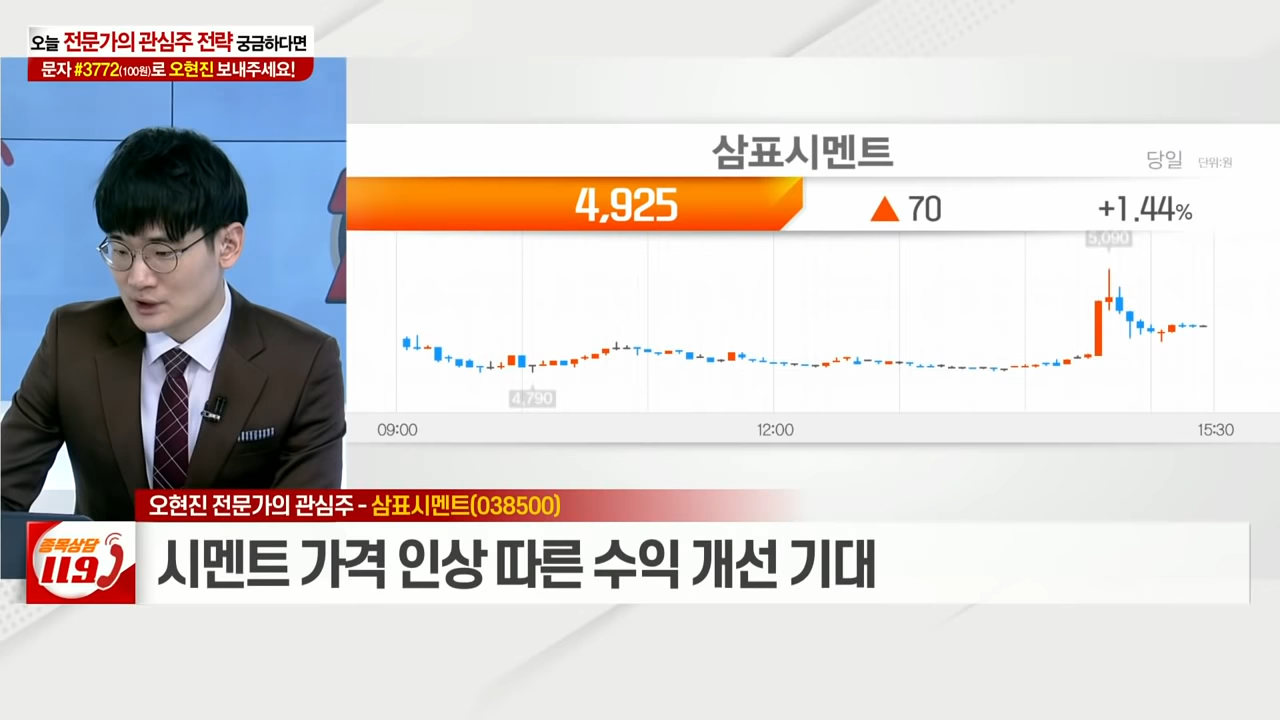 오늘 전문가의 관심주 전략 궁금하다면
문자 #3772(100원)로 오현진 보내주세요!
삼표시멘트
당일 단위:원
4,925 ▲ 70 +1.44%
5,090
4,790
09:00 12:00 15:30
오현진 전문가의 관심주 - 삼표시멘트(038500)
종목상담
119
시멘트 가격 인상 따른 수익 개선 기대